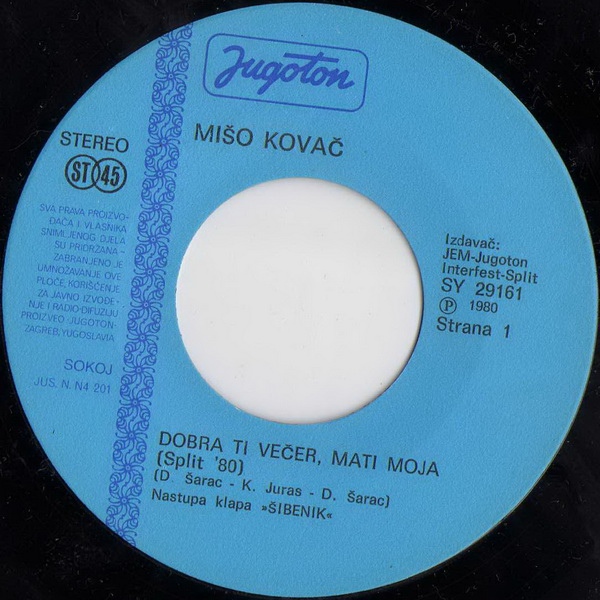 Jugoton
MIŠO KOVAČ
STEREO
ST 45
SVA PRAVA PROIZVO-
ĐAČA I VLASNIKA
SNIMLJENOG DJELA
SU PRIDRŽANA-
ZABRANJENO JE
UMNOŽAVANJE OVE
PLOČE, KORIŠĆENJE
ZA JAVNO IZVOĐE-
NJE I RADIO-DIFUZIJU
PROIZVEO JUGOTON-
ZAGREB, YUGOSLAVIA
SOKOJ
JUS. N. N4 201
Izdavač:
JEM-Jugoton
Interfest-Split
SY 29161
Ⓟ 1980
Strana 1
DOBRA TI VEČER, MATI MOJA
(Split '80)
(D Šarac - K. Juras - D. Šarac)
Nastupa klapa »ŠIBENIK«